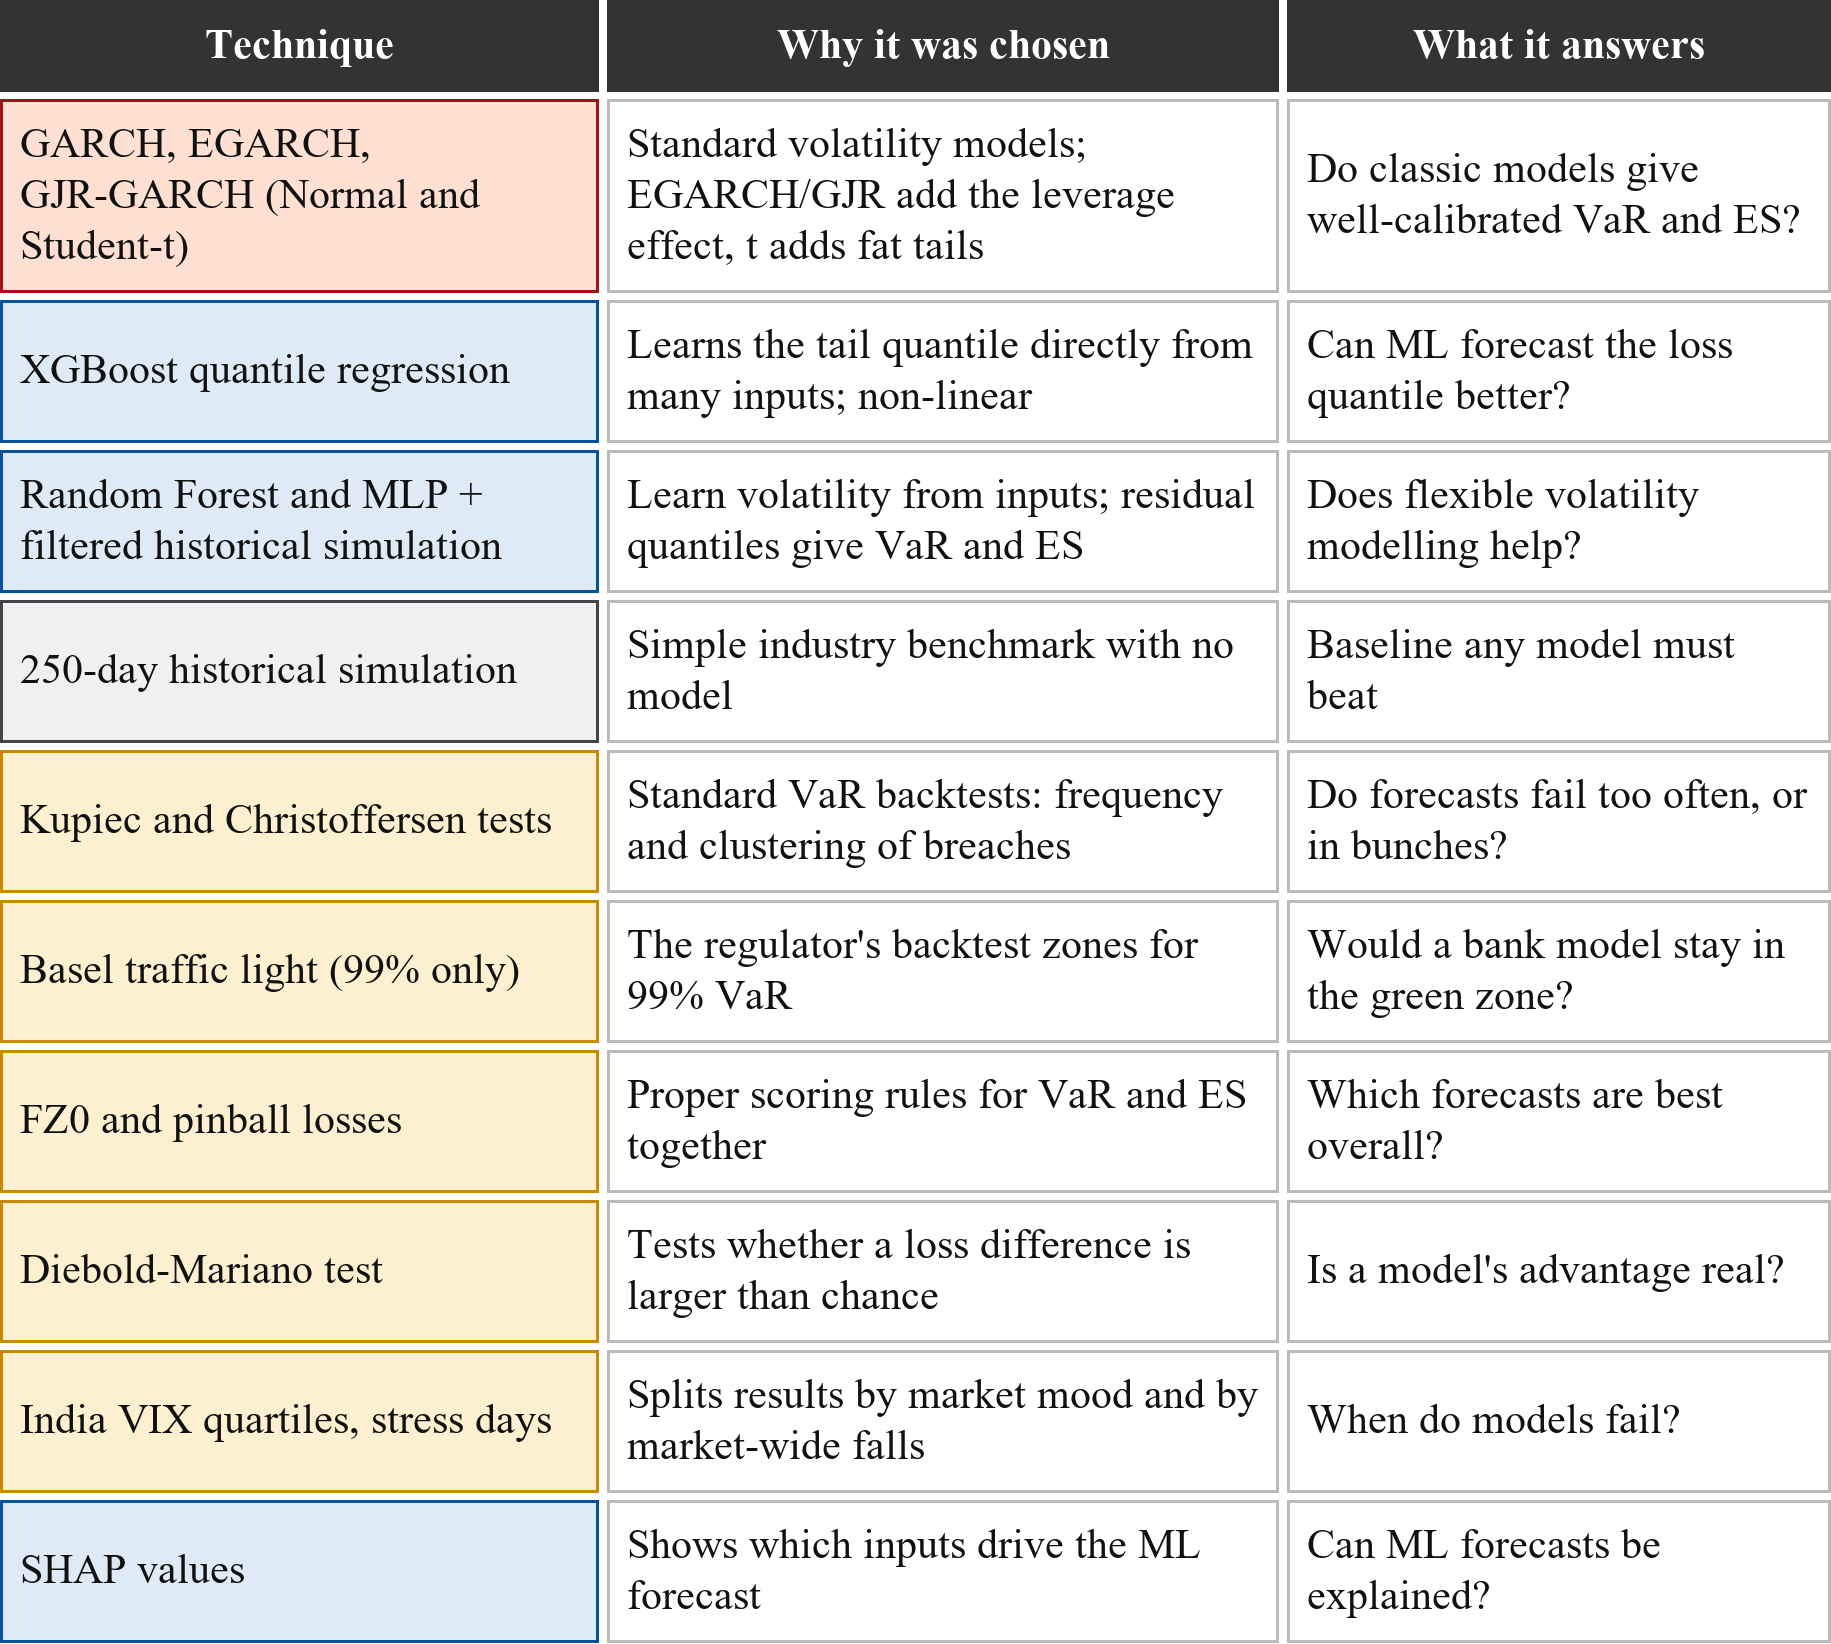 Technique
Why it was chosen
What it answers
GARCH, EGARCH,
GJR-GARCH (Normal and
Student-t)
Standard volatility models;
EGARCH/GJR add the leverage
effect, t adds fat tails
Do classic models give
well-calibrated VaR and ES?
XGBoost quantile regression
Learns the tail quantile directly from
many inputs; non-linear
Can ML forecast the loss
quantile better?
Random Forest and MLP +
filtered historical simulation
Learn volatility from inputs; residual
quantiles give VaR and ES
Does flexible volatility
modelling help?
250-day historical simulation
Simple industry benchmark with no
model
Baseline any model must
beat
Kupiec and Christoffersen tests
Standard VaR backtests: frequency
and clustering of breaches
Do forecasts fail too often, or
in bunches?
Basel traffic light (99% only)
The regulator's backtest zones for
99% VaR
Would a bank model stay in
the green zone?
FZ0 and pinball losses
Proper scoring rules for VaR and ES
together
Which forecasts are best
overall?
Diebold-Mariano test
Tests whether a loss difference is
larger than chance
Is a model's advantage real?
India VIX quartiles, stress days
Splits results by market mood and by
market-wide falls
When do models fail?
SHAP values
Shows which inputs drive the ML
forecast
Can ML forecasts be
explained?